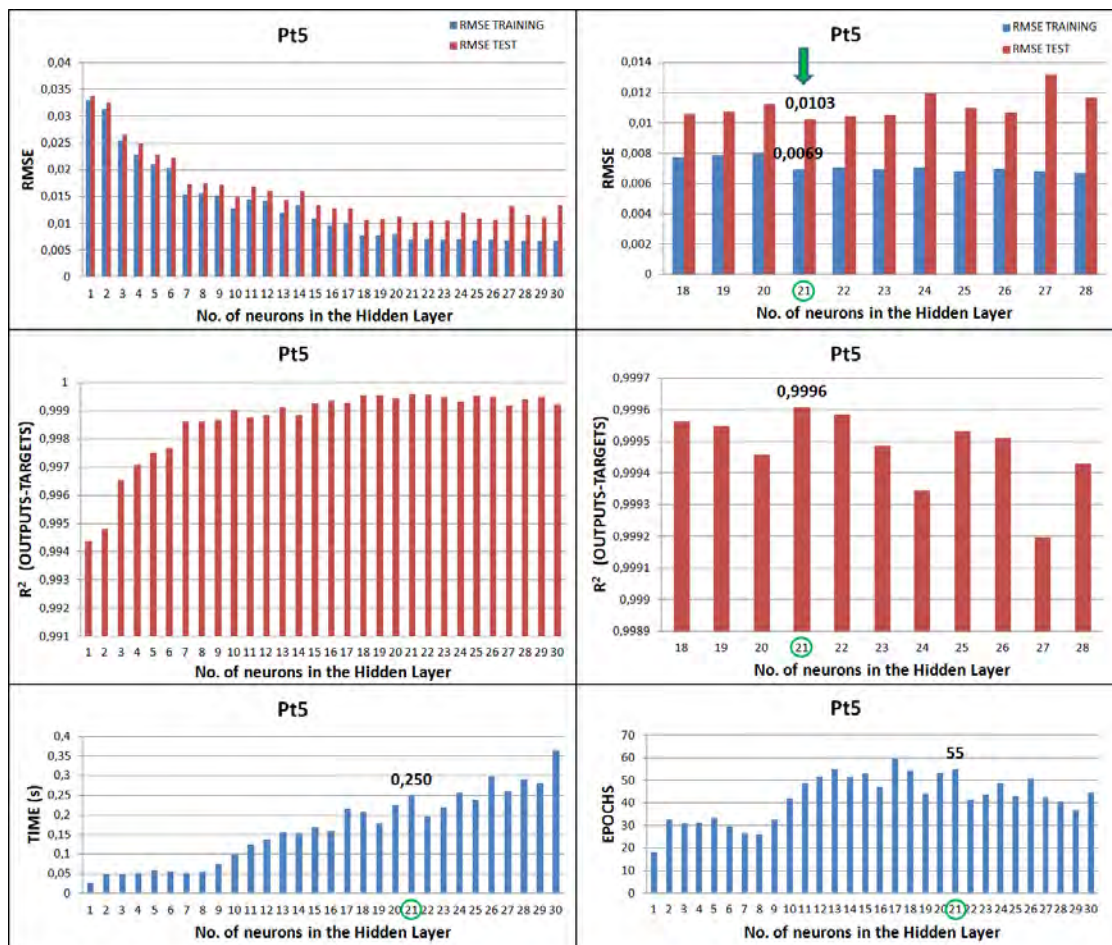 Pt5
RMSE TRAINING
RMSE TEST
0,04
0,035
0,03
0,025
0,02
0,015
0,01
0,005
0
RMSE
1 2 3 4 5 6 7 8 9 10 11 12 13 14 15 16 17 18 19 20 21 22 23 24 25 26 27 28 29 30
No. of neurons in the Hidden Layer
Pt5
RMSE TRAINING
RMSE TEST
0,014
0,012
0,01
0,008
0,006
0,004
0,002
0
RMSE
0,0103
0,0069
18 19 20 21 22 23 24 25 26 27 28
No. of neurons in the Hidden Layer
Pt5
1
0,999
0,998
0,997
0,996
0,995
0,994
0,993
0,992
0,991
R² (OUTPUTS-TARGETS)
1 2 3 4 5 6 7 8 9 10 11 12 13 14 15 16 17 18 19 20 21 22 23 24 25 26 27 28 29 30
No. of neurons in the Hidden Layer
Pt5
0,9997
0,9996
0,9995
0,9994
0,9993
0,9992
0,9991
0,999
0,9989
R² (OUTPUTS-TARGETS)
0,9996
18 19 20 21 22 23 24 25 26 27 28
No. of neurons in the Hidden Layer
Pt5
0,4
0,35
0,3
0,25
0,2
0,15
0,1
0,05
0
TIME (s)
0,250
1 2 3 4 5 6 7 8 9 10 11 12 13 14 15 16 17 18 19 20 21 22 23 24 25 26 27 28 29 30
No. of neurons in the Hidden Layer
Pt5
70
60
50
40
30
20
10
0
EPOCHS
55
1 2 3 4 5 6 7 8 9 10 11 12 13 14 15 16 17 18 19 20 21 22 23 24 25 26 27 28 29 30
No. of neurons in the Hidden Layer